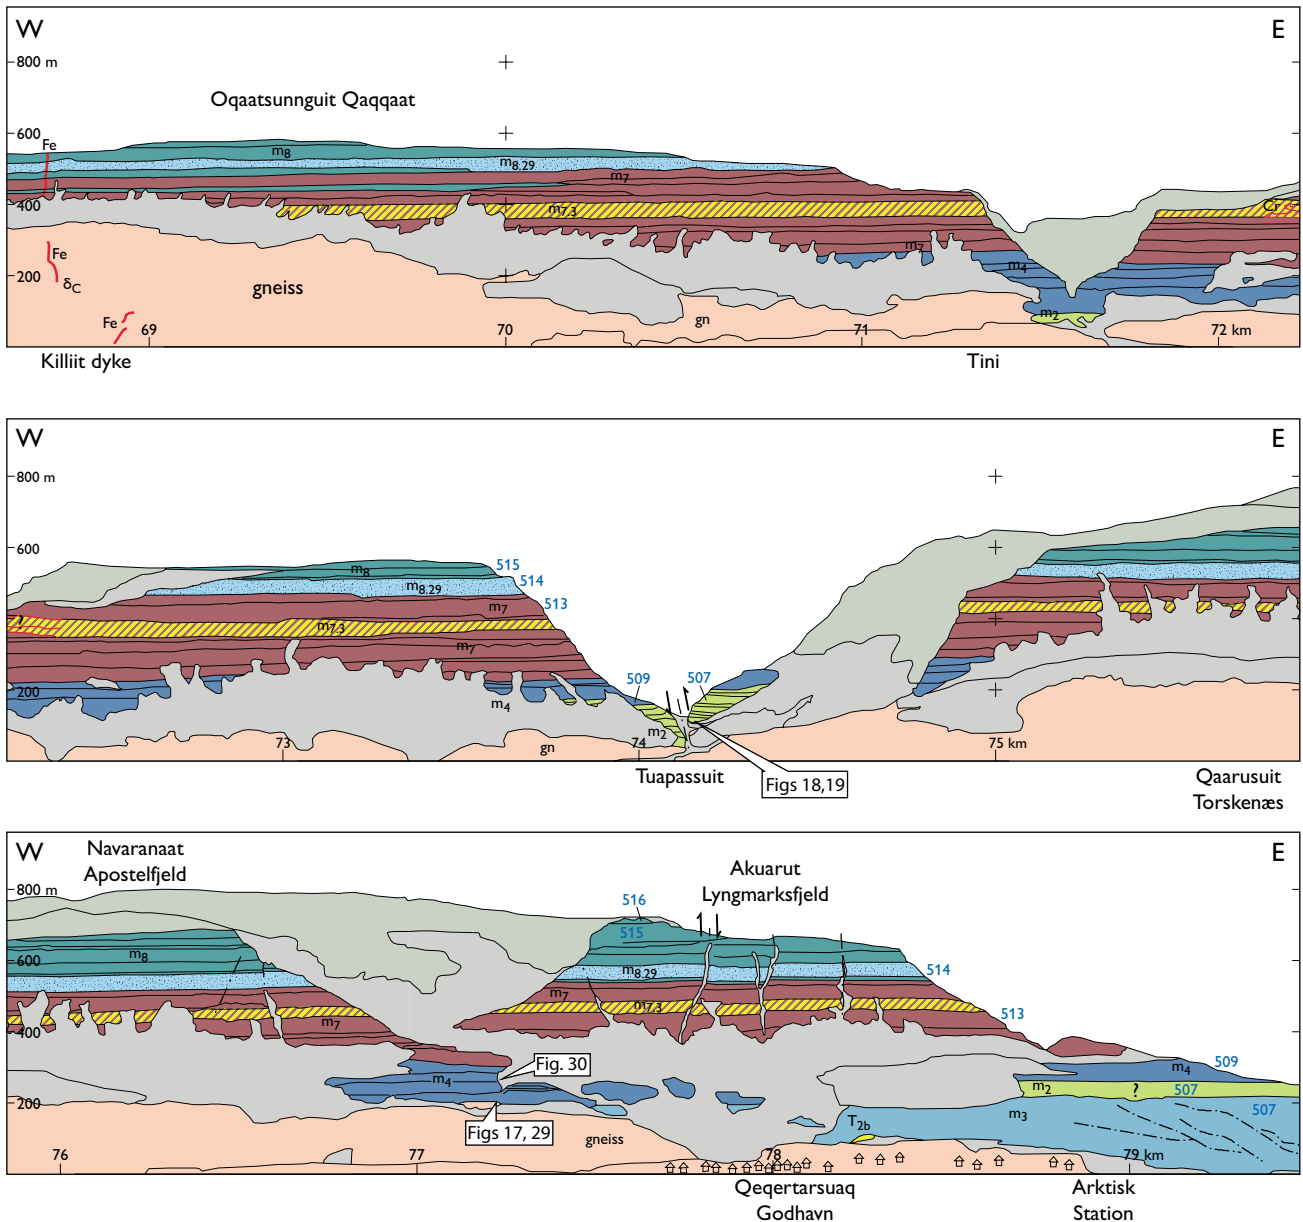 W
E
800 m
600
400
200
Oqaatsunnguit Qaqqaat
Fe
m8
m8.29
m7
m7.3
Cr
m7
m4
Fe
δC
gneiss
m2
Fe
gn
69
70
71
72 km
Killiit dyke
Tini
W
E
800 m
600
200
m8
515
514
m8.29
513
m7
?
m7.3
m7
509
507
m4
m2
gn
73
74
75 km
Tuapassuit
Figs 18,19
Qaarusuit
Torskenæs
W
E
Navaranaat
Apostelfjeld
Akuarut
Lyngmarksfjeld
800 m
600
400
200
516
515
m8
m8.29
514
m7
m7.3
513
m7
Fig. 30
m4
m4
509
m2
?
507
507
m3
T2b
Figs 17, 29
gneiss
76
77
78
79 km
Qeqertarsuaq
Godhavn
Arktisk
Station